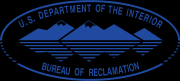 U.S. DEPARTMENT OF THE INTERIOR
BUREAU OF RECLAMATION